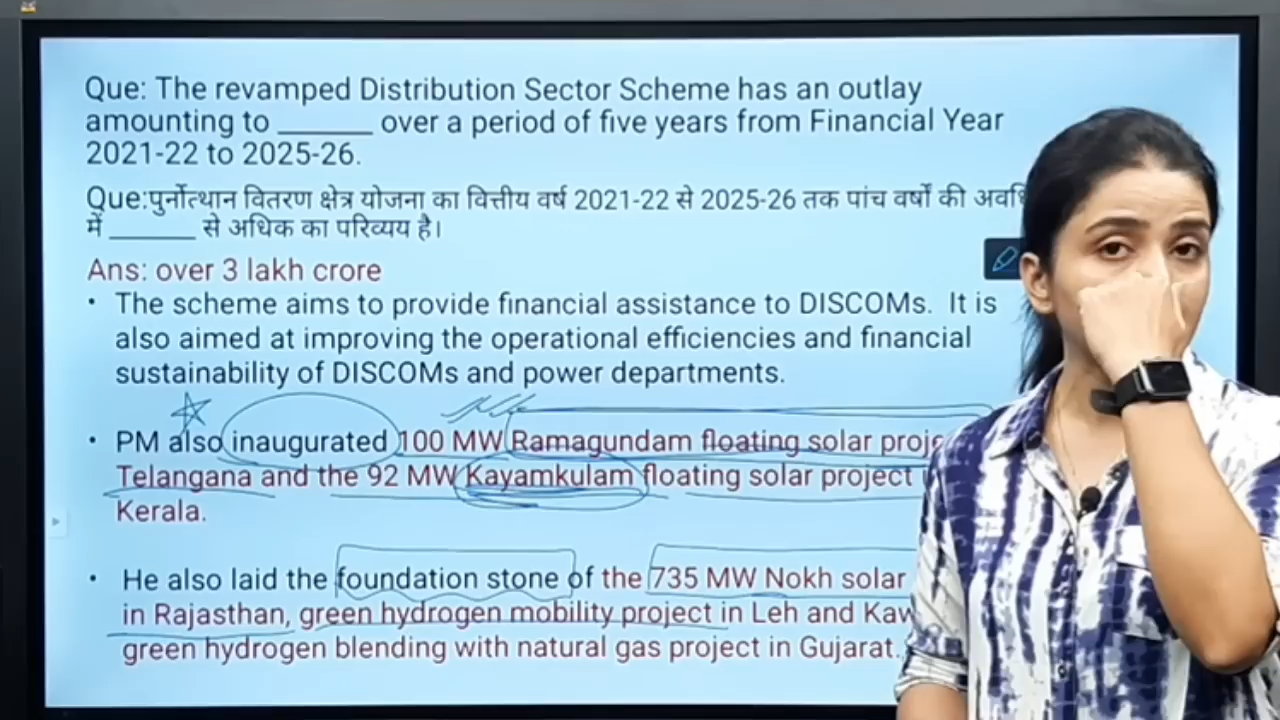 Que: The revamped Distribution Sector Scheme has an outlay
amounting to ______ over a period of five years from Financial Year
2021-22 to 2025-26.
Que:पुर्नोत्थान वितरण क्षेत्र योजना का वित्तीय वर्ष 2021-22 से 2025-26 तक पांच वर्षों की
में ______ से अधिक का परिव्यय है।
Ans: over 3 lakh crore
• The scheme aims to provide financial assistance to DISCOMs. It is
also aimed at improving the operational efficiencies and financial
sustainability of DISCOMs and power departments.
• PM also inaugurated 100 MW Ramagundam floating solar
Telangana and the 92 MW Kayamkulam floating solar project
Kerala.
• He also laid the foundation stone of the 735 MW Nokh solar
in Rajasthan, green hydrogen mobility project in Leh and
green hydrogen blending with natural gas project in Gujarat.